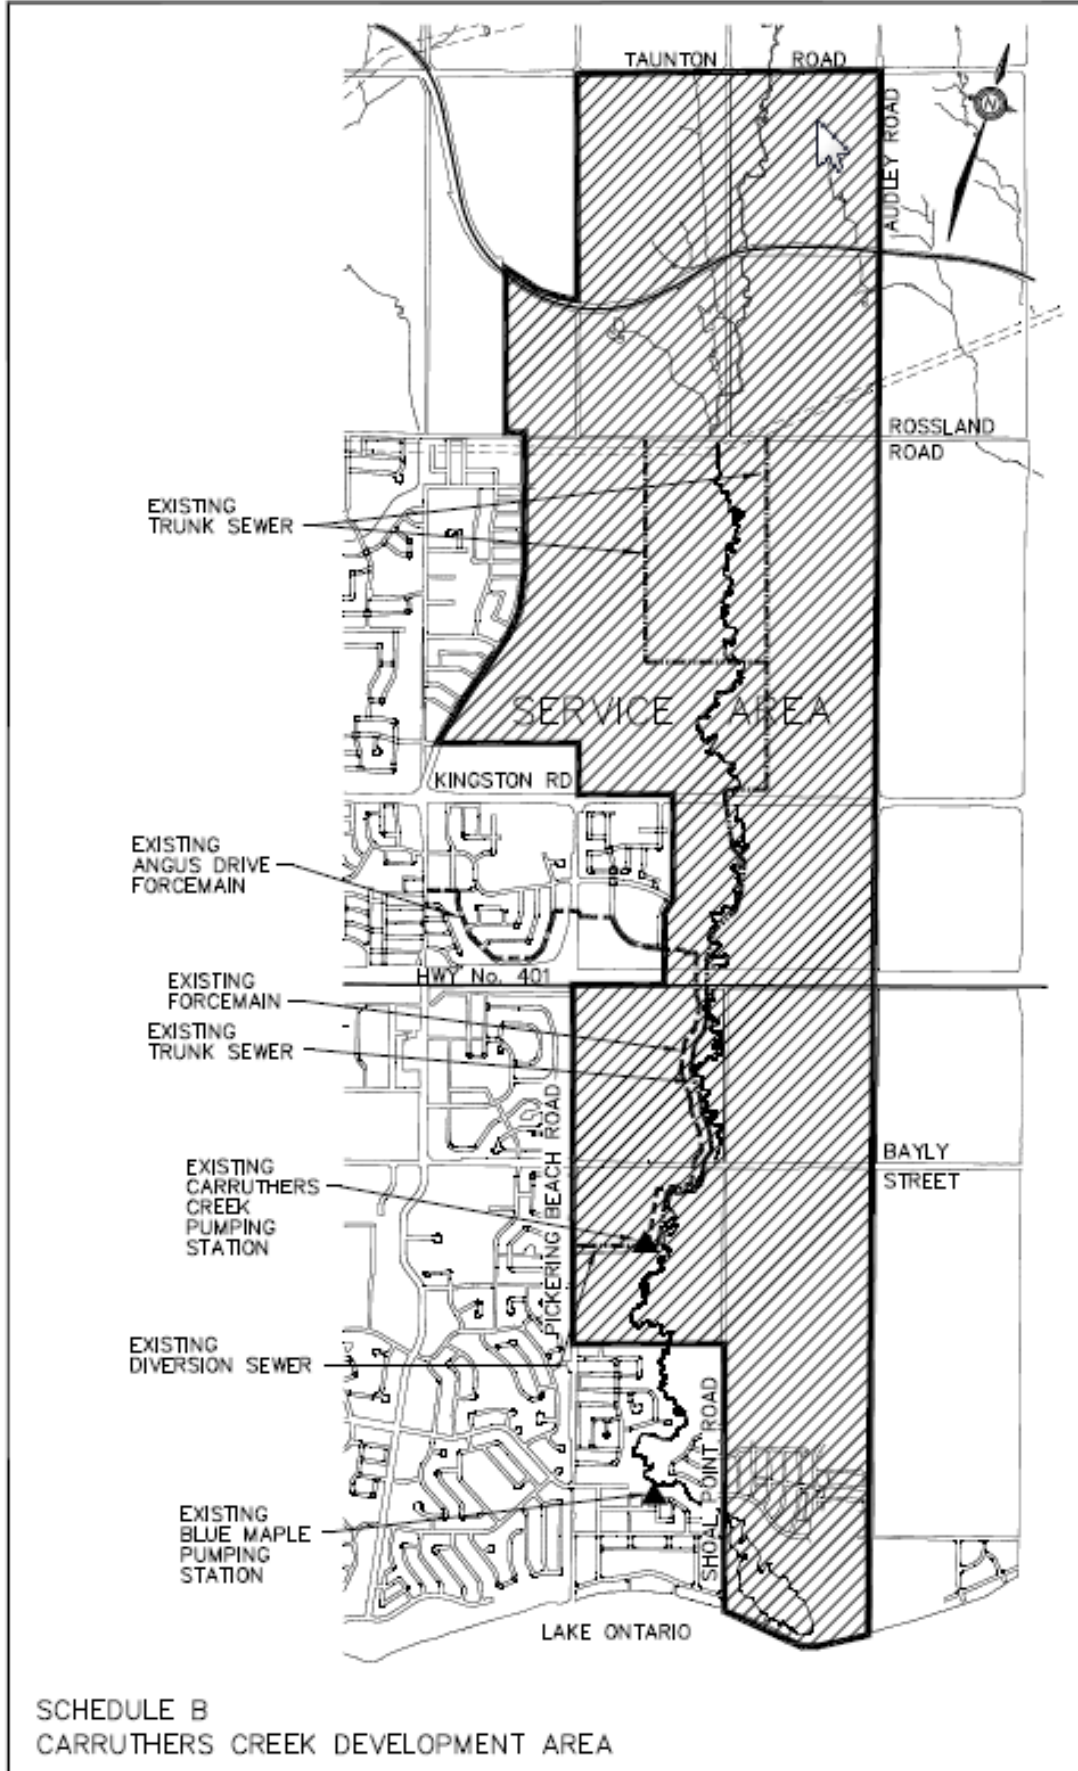 TAUNTON ROAD
N
AUDLEY ROAD
ROSSLAND
ROAD
EXISTING
TRUNK SEWER
SERVICE AREA
KINGSTON RD
EXISTING
ANGUS DRIVE
FORCEMAIN
HWY No. 401
EXISTING
FORCEMAIN
EXISTING
TRUNK SEWER
PICKERING BEACH ROAD
BAYLY
STREET
EXISTING
CARRUTHERS
CREEK
PUMPING
STATION
EXISTING
DIVERSION SEWER
SHOAL POINT ROAD
EXISTING
BLUE MAPLE
PUMPING
STATION
LAKE ONTARIO
SCHEDULE B
CARRUTHERS CREEK DEVELOPMENT AREA